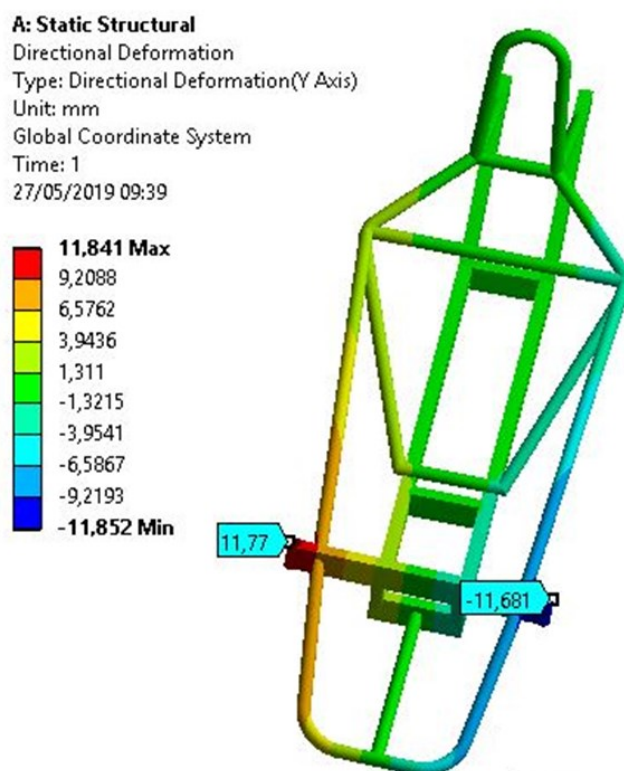 A: Static Structural
Directional Deformation
Type: Directional Deformation(Y Axis)
Unit: mm
Global Coordinate System
Time: 1
27/05/2019 09:39
11,841 Max
9,2088
6,5762
3,9436
1,311
-1,3215
-3,9541
-6,5867
-9,2193
-11,852 Min
11,77
-11,681